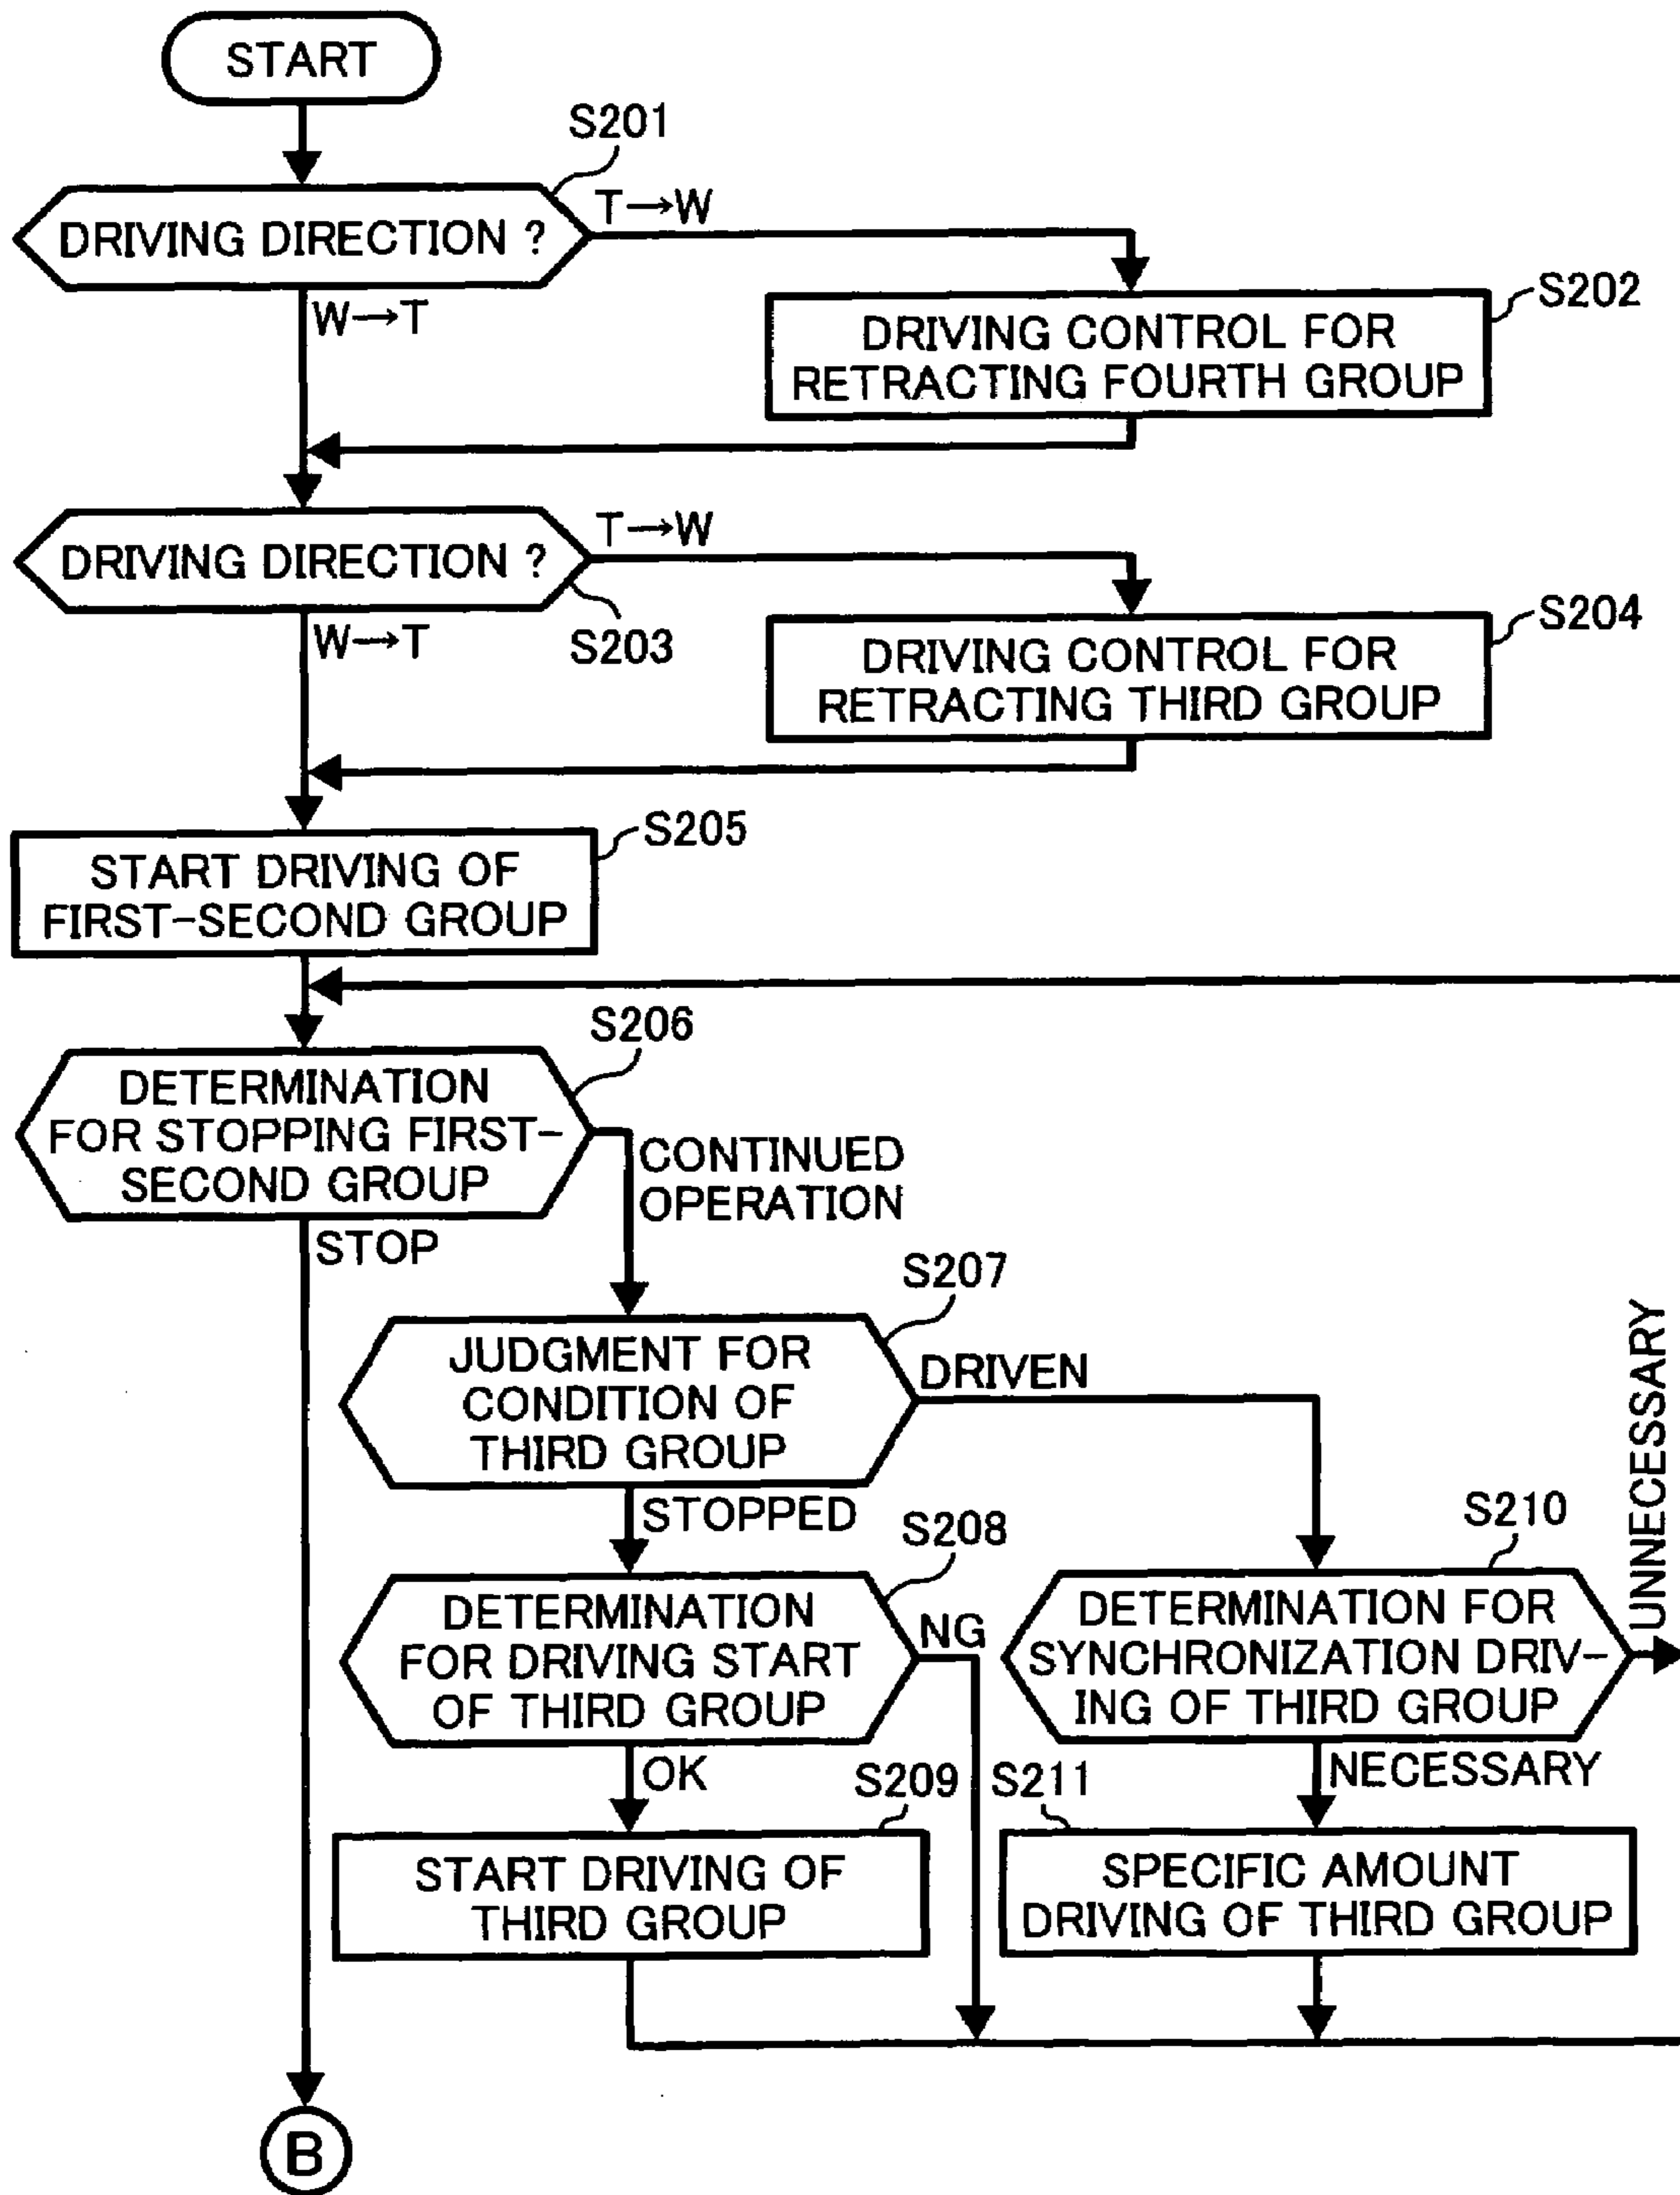 START
S201
DRIVING DIRECTION ?
T→W
W→T
S202
DRIVING CONTROL FOR
RETRACTING FOURTH GROUP
DRIVING DIRECTION ?
T→W
S203
W→T
S204
DRIVING CONTROL FOR
RETRACTING THIRD GROUP
S205
START DRIVING OF
FIRST-SECOND GROUP
S206
DETERMINATION
FOR STOPPING FIRST-
SECOND GROUP
CONTINUED
OPERATION
STOP
S207
JUDGMENT FOR
CONDITION OF
THIRD GROUP
DRIVEN
STOPPED
S208
DETERMINATION
FOR DRIVING START
OF THIRD GROUP
NG
OK
S210
DETERMINATION FOR
SYNCHRONIZATION DRIV-
ING OF THIRD GROUP
UNNECESSARY
NECESSARY
S209
START DRIVING OF
THIRD GROUP
S211
SPECIFIC AMOUNT
DRIVING OF THIRD GROUP
B